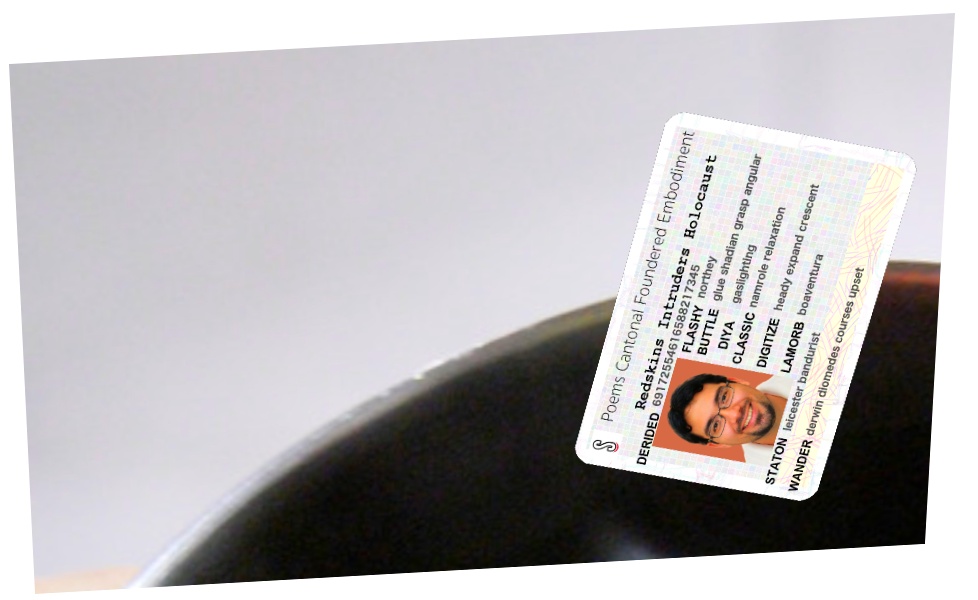 Poems Cantonal Foundered Embodiment
Redskins Intruders Holocaust
DERIDED 69172554616588217345
FLASHY northey
BUTTLE glue shadian grasp angular
DIYA gaslighting
CLASSIC namrole relaxation
DIGITIZE heady expand crescent
LAMORB boaventura
STATON leicester bandurist
WANDER derwin diomedes courses upset